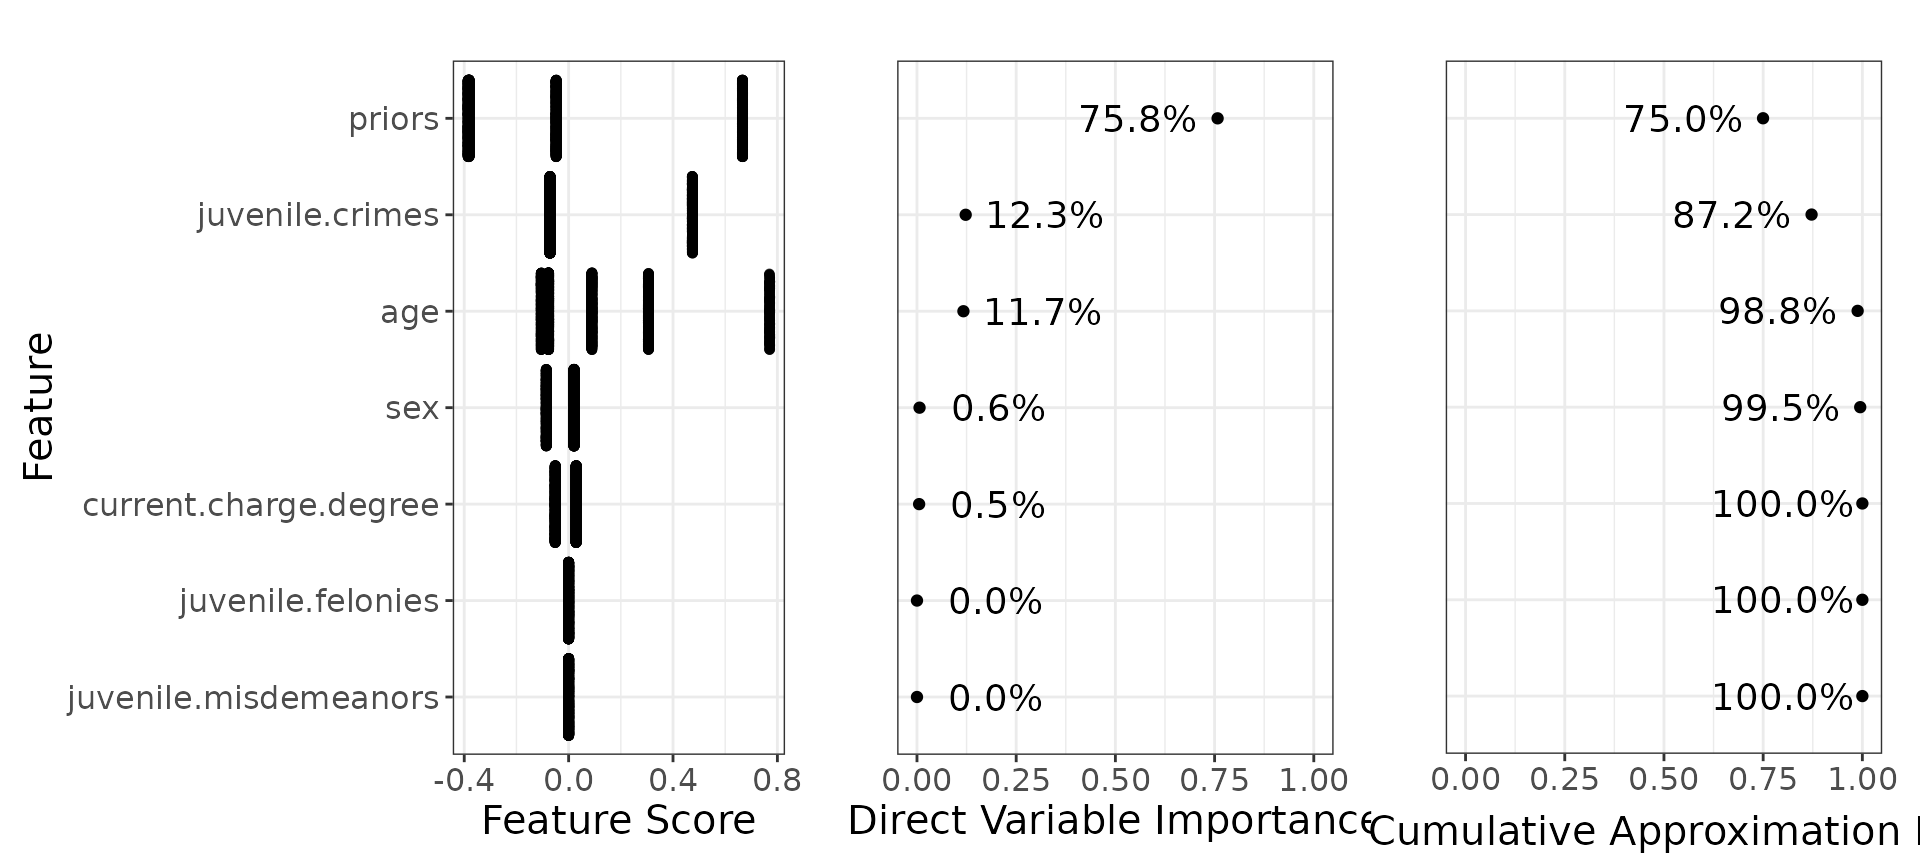 priors
75.8%
75.0%
juvenile.crimes
12.3%
87.2%
age
11.7%
98.8%
Feature
sex
0.6%
99.5%
current.charge.degree
0.5%
100.0%
juvenile.felonies
0.0%
100.0%
juvenile.misdemeanors
0.0%
100.0%
-0.4 0.0 0.4 0.8
0.00 0.25 0.50 0.75 1.00
0.00 0.25 0.50 0.75 1.00
Feature Score
Direct Variable Importance
Cumulative Approximation